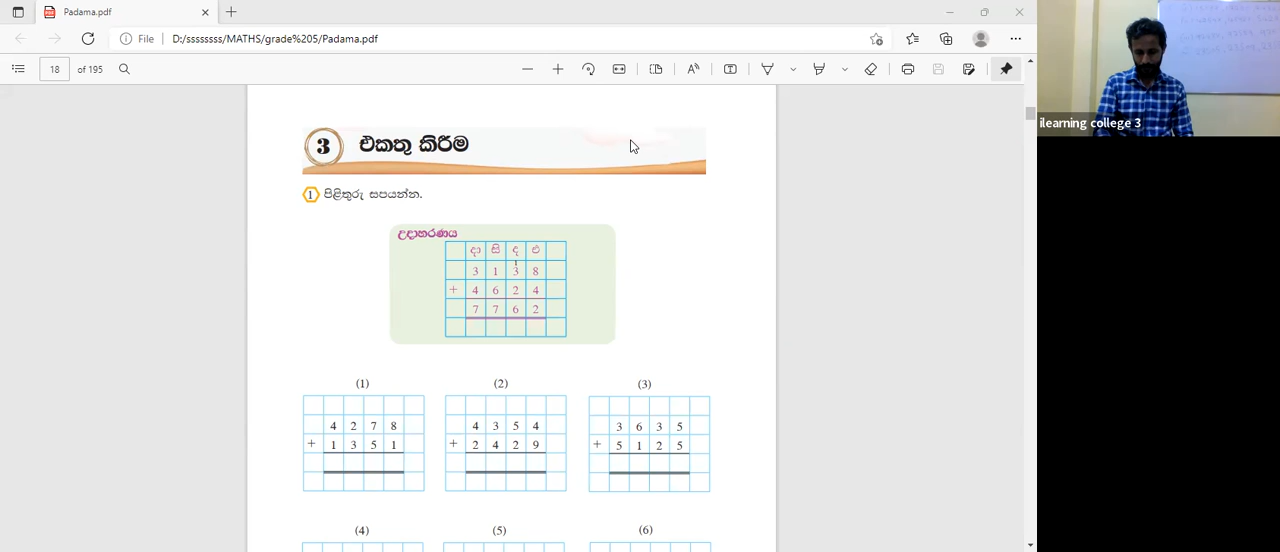 Padama.pdf
File D:/ssssssss/MATHS/grade%205/Padama.pdf
18 of 195
ilearning college 3
3 එකතු කිරීම
1 පිළිතුරු සපයන්න.
උදාහරණය
දා සි ද එ
1
3 1 3 8
+ 4 6 2 4
7 7 6 2
(1) (2) (3)
4 2 7 8 4 3 5 4 3 6 3 5
+ 1 3 5 1 + 2 4 2 9 + 5 1 2 5
(4) (5) (6)